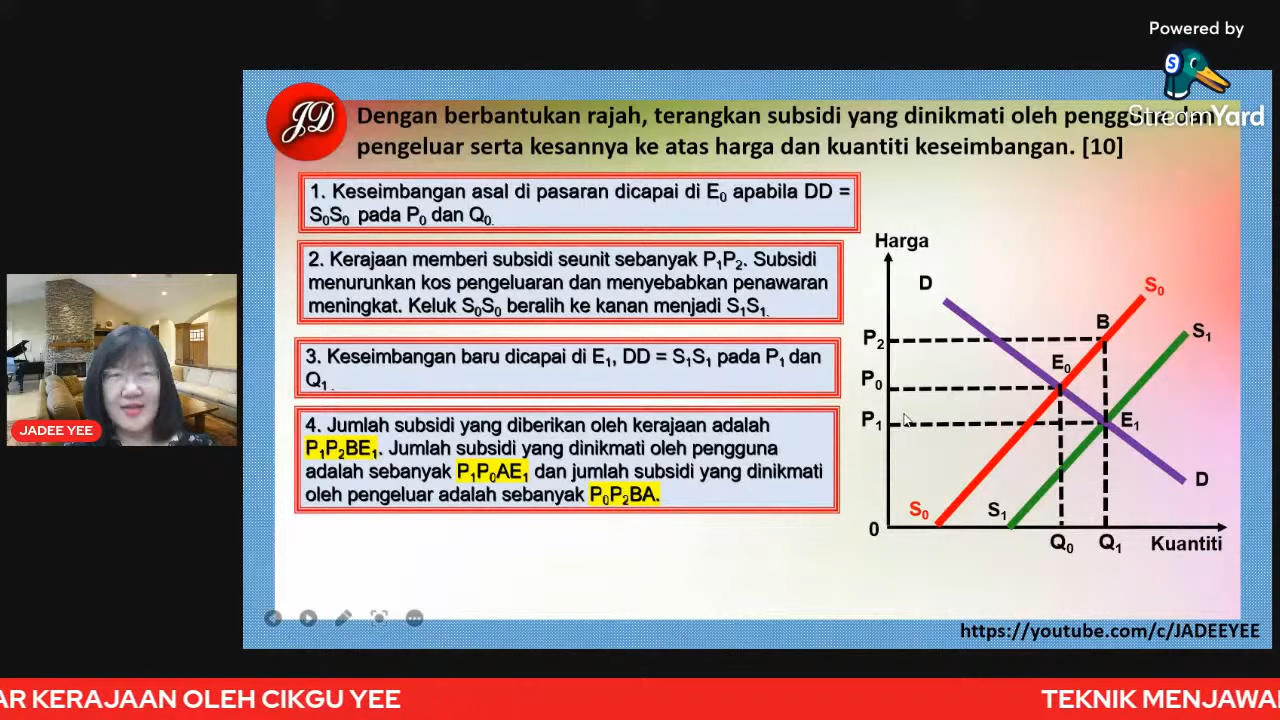 Powered by
S
StreamYard
JD
Dengan berbantukan rajah, terangkan subsidi yang dinikmati oleh
pengeluar serta kesannya ke atas harga dan kuantiti keseimbangan. [10]
1. Keseimbangan asal di pasaran dicapai di E₀ apabila DD =
S₀S₀ pada P₀ dan Q₀.
2. Kerajaan memberi subsidi seunit sebanyak P₁P₂. Subsidi
menurunkan kos pengeluaran dan menyebabkan penawaran
meningkat. Keluk S₀S₀ beralih ke kanan menjadi S₁S₁.
3. Keseimbangan baru dicapai di E₁, DD = S₁S₁ pada P₁ dan
Q₁.
4. Jumlah subsidi yang diberikan oleh kerajaan adalah
P₁P₂BE₁. Jumlah subsidi yang dinikmati oleh pengguna
adalah sebanyak P₁P₀AE₁ dan jumlah subsidi yang dinikmati
oleh pengeluar adalah sebanyak P₀P₂BA.
Harga
D
S₀
B
S₁
P₂
E₀
P₀
P₁
E₁
D
S₀
S₁
0
Q₀
Q₁
Kuantiti
JADEE YEE
https://youtube.com/c/JADEEYEE
AR KERAJAAN OLEH CIKGU YEE
TEKNIK MENJAWA